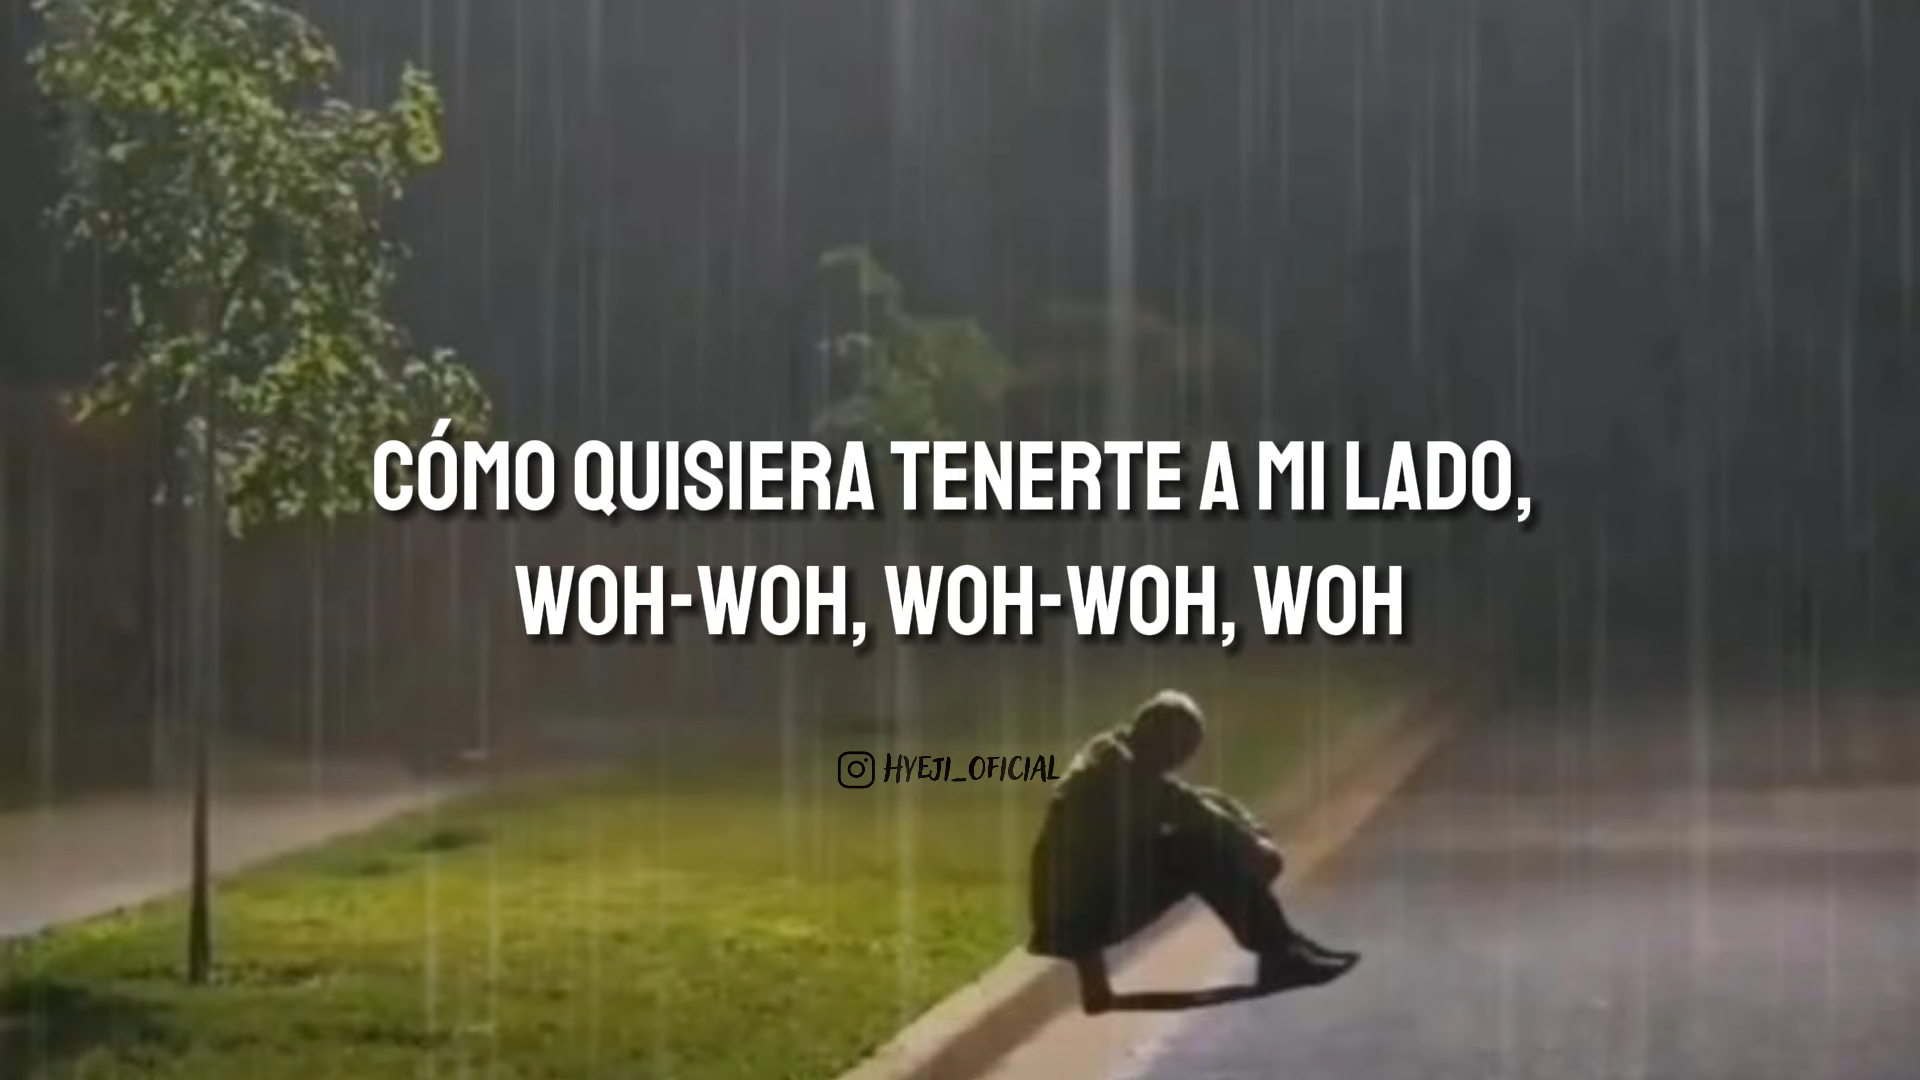 CÓMO QUISIERA TENERTE A MI LADO,
WOH-WOH, WOH-WOH, WOH
HYEJI_OFICIAL